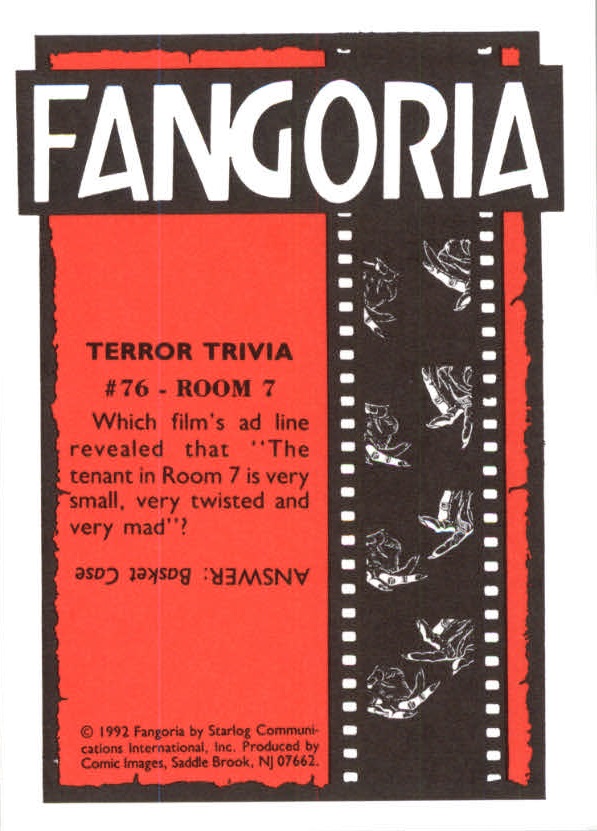 FANGORIA
TERROR TRIVIA
#76 - ROOM 7
Which film's ad line
revealed that "The
tenant in Room 7 is very
small, very twisted and
very mad"?
ANSWER: Basket Case
© 1992 Fangoria by Starlog Communi-
cations International, Inc. Produced by
Comic Images, Saddle Brook, NJ 07662.